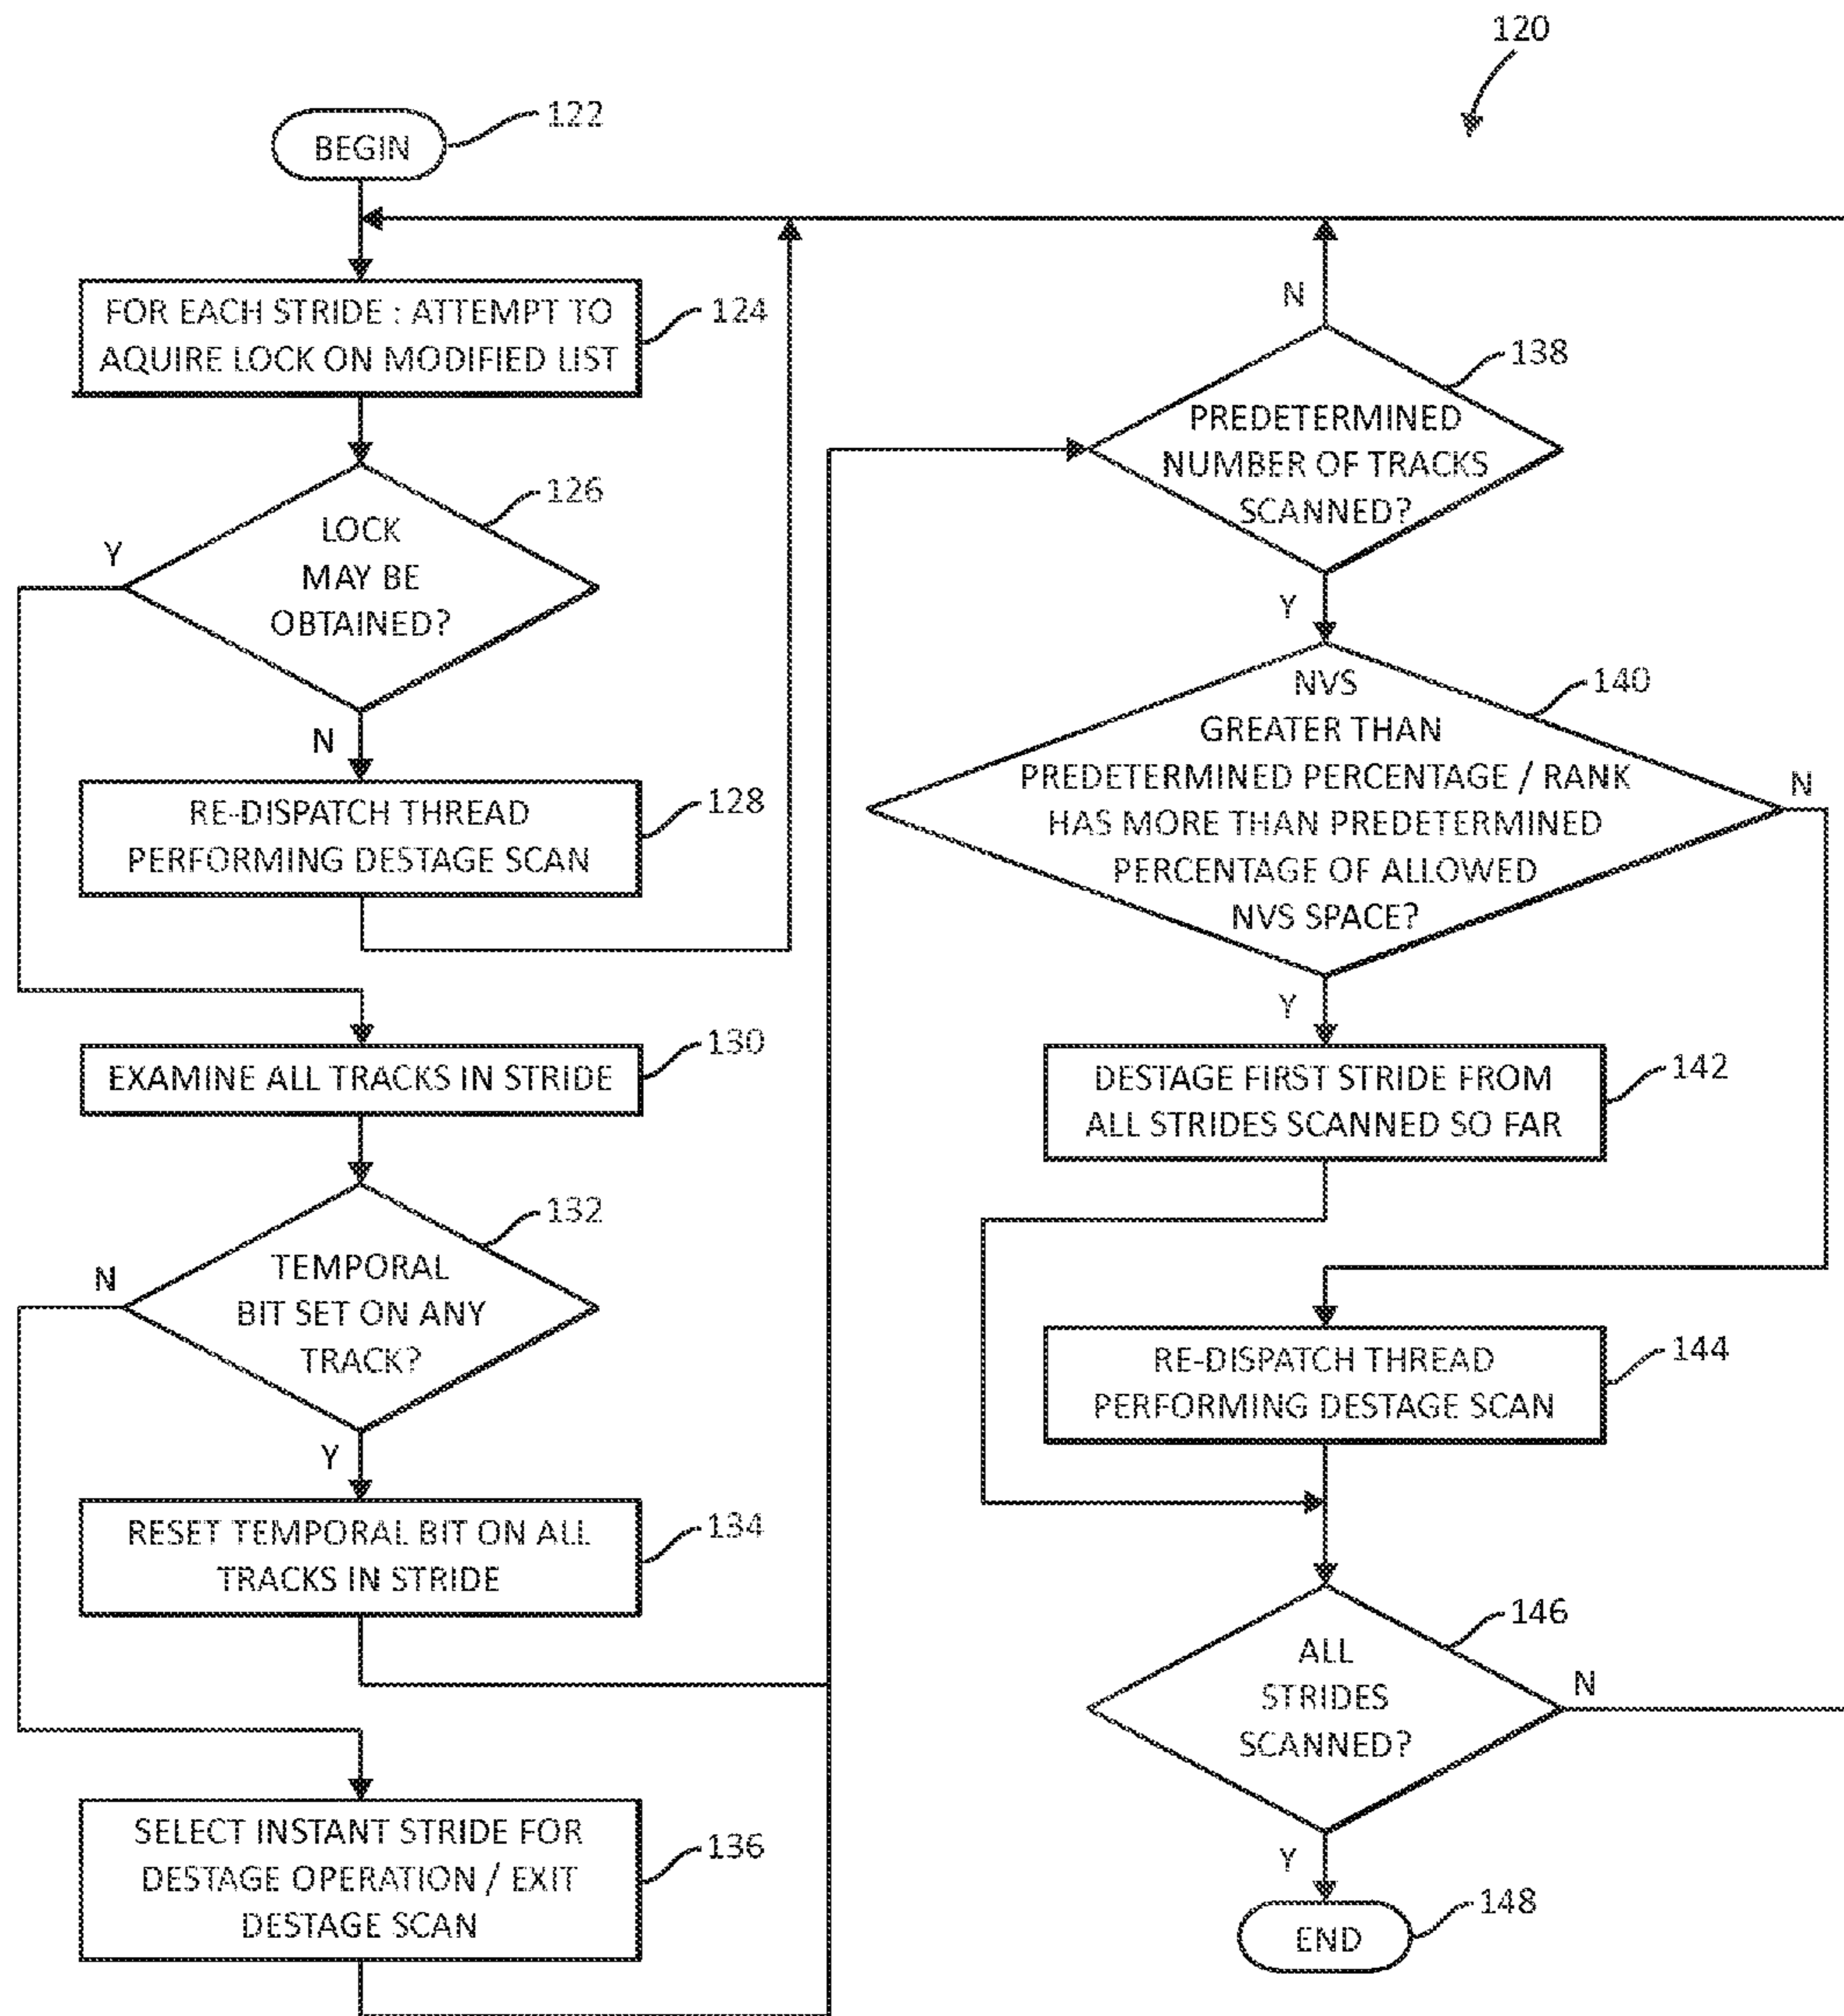 120
BEGIN
122
FOR EACH STRIDE : ATTEMPT TO
AQUIRE LOCK ON MODIFIED LIST
124
LOCK
MAY BE
OBTAINED?
126
Y
N
RE-DISPATCH THREAD
PERFORMING DESTAGE SCAN
128
EXAMINE ALL TRACKS IN STRIDE
130
TEMPORAL
BIT SET ON ANY
TRACK?
132
N
Y
RESET TEMPORAL BIT ON ALL
TRACKS IN STRIDE
134
SELECT INSTANT STRIDE FOR
DESTAGE OPERATION / EXIT
DESTAGE SCAN
136
N
138
PREDETERMINED
NUMBER OF TRACKS
SCANNED?
Y
NVS
GREATER THAN
PREDETERMINED PERCENTAGE / RANK
HAS MORE THAN PREDETERMINED
PERCENTAGE OF ALLOWED
NVS SPACE?
140
N
Y
DESTAGE FIRST STRIDE FROM
ALL STRIDES SCANNED SO FAR
142
RE-DISPATCH THREAD
PERFORMING DESTAGE SCAN
144
ALL
STRIDES
SCANNED?
146
N
Y
END
148